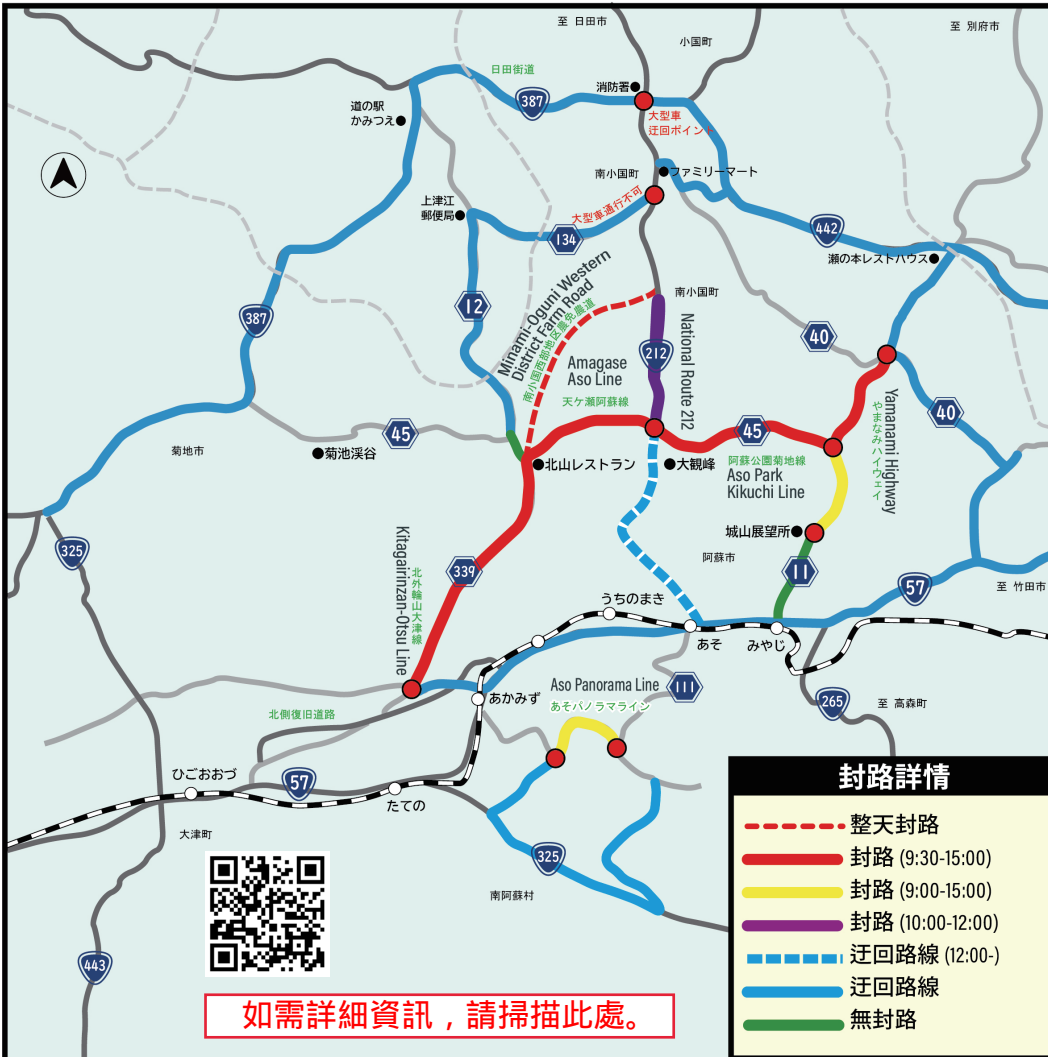 至 日田市
小国町
至 別府市
日田街道
消防署
387
道の駅
かみつえ
大型車
迂回ポイント
南小国町
ファミリーマート
上津江
郵便局
大型車通行不可
134
442
瀬の本レストハウス
387
12
Minami-Oguni Western
District Farm Road
南小国西部地区農免農道
南小国町
National Route 212
212
40
Amagase
Aso Line
天ケ瀬阿蘇線
Yamanami Highway
やまなみハイウェイ
40
45
菊地市
菊池渓谷
北山レストラン
大観峰
45
阿蘇公園菊地線
Aso Park
Kikuchi Line
城山展望所
阿蘇市
11
325
Kitagairinzan-Otsu Line
北外輪山大津線
339
うちのまき
57
至 竹田市
あそ
みやじ
Aso Panorama Line
111
あそパノラマライン
あかみず
北側復旧道路
265
至 高森町
ひごおおづ
57
たての
大津町
325
南阿蘇村
443
封路詳情
整天封路
封路 (9:30-15:00)
封路 (9:00-15:00)
封路 (10:00-12:00)
迂回路線 (12:00-)
迂回路線
無封路
如需詳細資訊，請掃描此處。